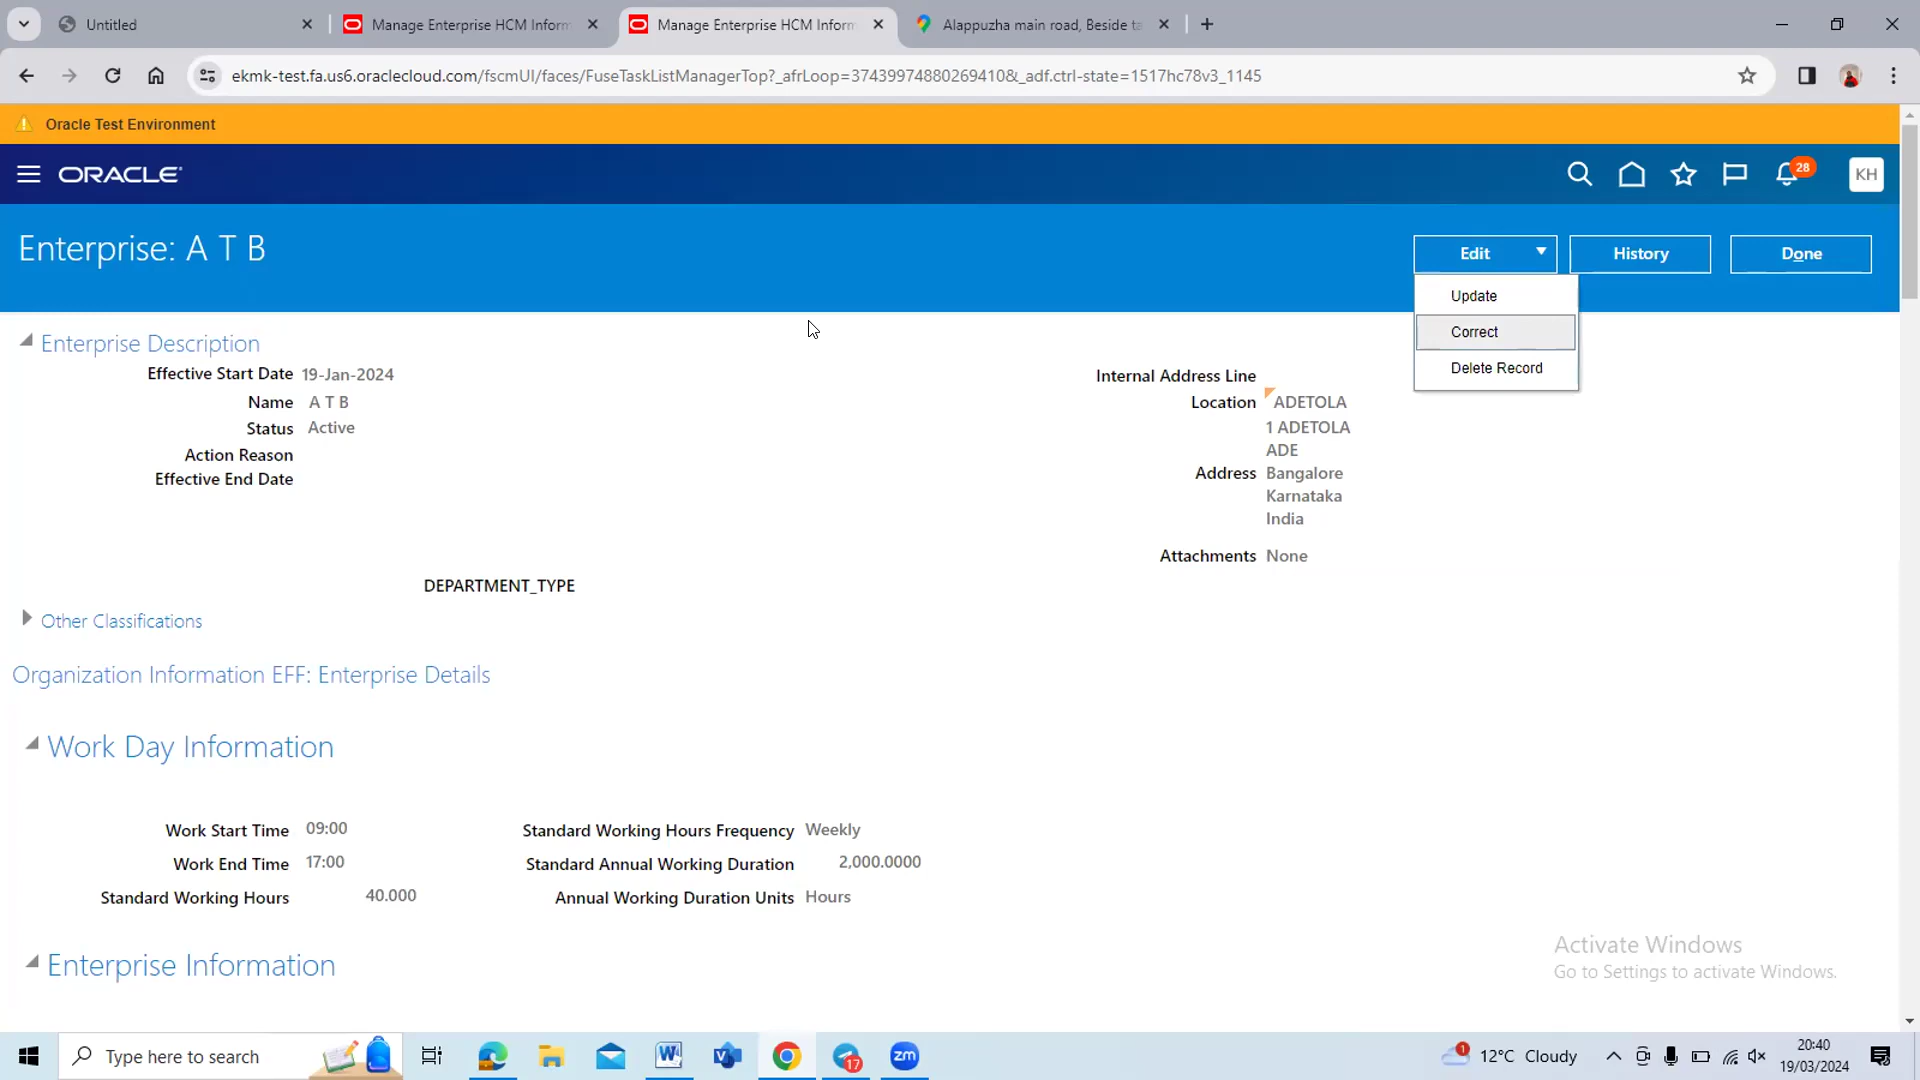 Untitled
Manage Enterprise HCM Inform
Manage Enterprise HCM Inform
Alappuzha main road, Beside ta
ekmk-test.fa.us6.oraclecloud.com/fscmUI/faces/FuseTaskListManagerTop?_afrLoop=37439974880269410&_adf.ctrl-state=1517hc78v3_1145
Oracle Test Environment
ORACLE
28
KH
Enterprise: A T B
Edit
History
Done
Update
Correct
Delete Record
Enterprise Description
Effective Start Date 19-Jan-2024
Name A T B
Status Active
Action Reason
Effective End Date
Internal Address Line
Location ADETOLA
1 ADETOLA
ADE
Address Bangalore
Karnataka
India
Attachments None
DEPARTMENT_TYPE
Other Classifications
Organization Information EFF: Enterprise Details
Work Day Information
Work Start Time 09:00
Work End Time 17:00
Standard Working Hours 40.000
Standard Working Hours Frequency Weekly
Standard Annual Working Duration 2,000.0000
Annual Working Duration Units Hours
Enterprise Information
Activate Windows
Go to Settings to activate Windows.
Type here to search
17
zm
1
12°C Cloudy
20:40
19/03/2024